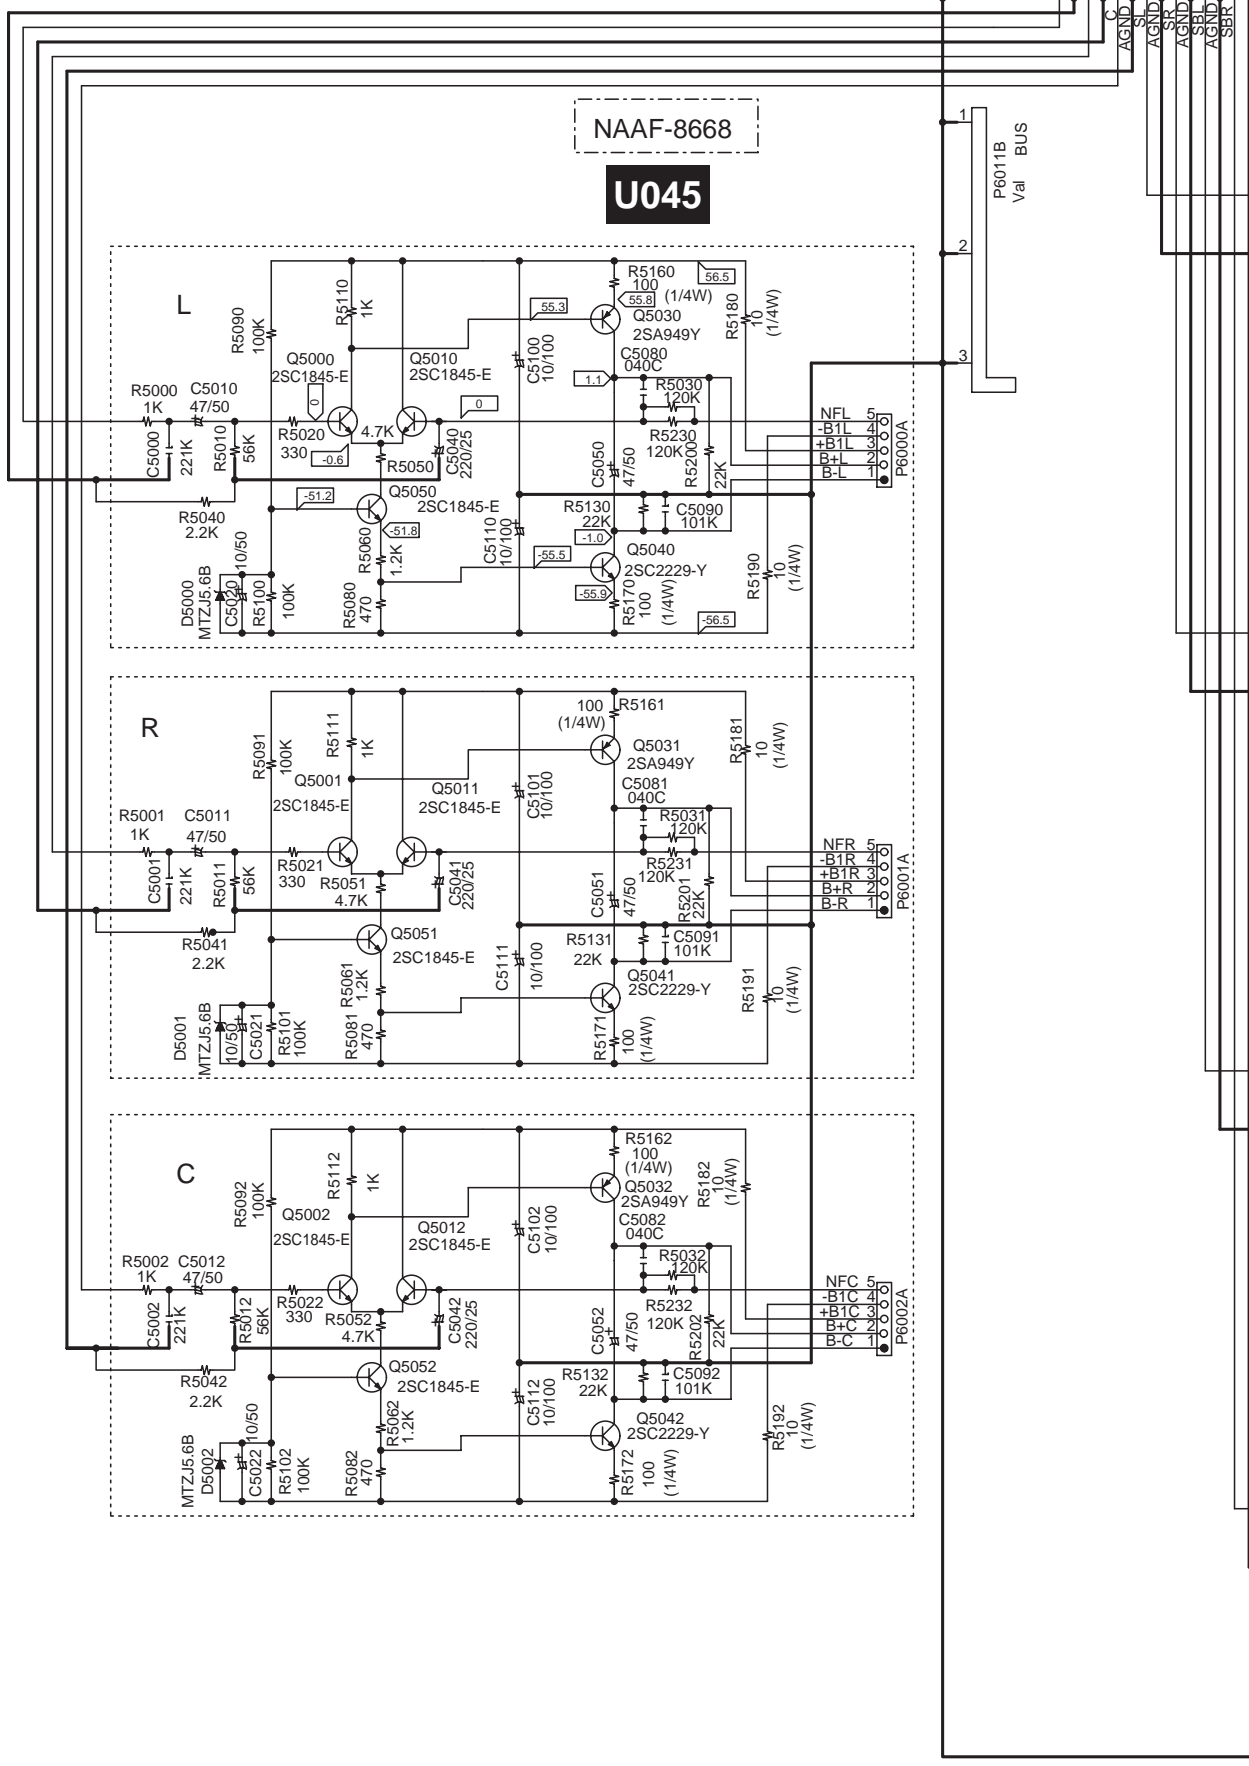 C
AGND
SL
AGND
SR
AGND
SBL
AGND
SBR
NAAF-8668
U045
1
2
3
P6011B
Val BUS
L
R5090
100K
R5110
1K
R5160
100
(1/4W)
56.5
55.3
55.8
Q5030
2SA949Y
R5180
10
(1/4W)
Q5000
2SC1845-E
Q5010
2SC1845-E
C5100
10/100
C5080
040C
1.1
R5030
120K
R5000
1K
C5010
47/50
0
0
C5000
221K
R5010
56K
R5020
330
4.7K
-0.6
R5050
C5040
220/25
C5050
47/50
R5230
120K
R5200
22K
NFL 5
-B1L 4
+B1L 3
B+L 2
B-L 1
P6000A
-51.2
Q5050
2SC1845-E
R5040
2.2K
-51.8
R5060
1.2K
C5110
10/100
R5130
22K
C5090
101K
-1.0
-55.5
Q5040
2SC2229-Y
-55.9
R5190
10
(1/4W)
D5000
MTZJ5.6B
C5020
10/50
R5100
100K
R5080
470
R5170
100
(1/4W)
-56.5
R
R5091
100K
R5111
1K
100
(1/4W)
R5161
Q5031
2SA949Y
R5181
10
(1/4W)
Q5001
2SC1845-E
Q5011
2SC1845-E
C5101
10/100
C5081
040C
R5031
120K
R5001
1K
C5011
47/50
C5001
221K
R5011
56K
R5021
330
R5051
4.7K
C5041
220/25
C5051
47/50
R5231
120K
R5201
22K
NFR 5
-B1R 4
+B1R 3
B+R 2
B-R 1
P6001A
R5041
2.2K
Q5051
2SC1845-E
R5061
1.2K
C5111
10/100
R5131
22K
C5091
101K
Q5041
2SC2229-Y
R5191
10
(1/4W)
D5001
MTZJ5.6B
10/50
C5021
R5101
100K
R5081
470
R5171
100
(1/4W)
C
R5092
100K
R5112
1K
R5162
100
(1/4W)
Q5032
2SA949Y
R5182
10
(1/4W)
Q5002
2SC1845-E
Q5012
2SC1845-E
C5102
10/100
C5082
040C
R5032
120K
R5002
1K
C5012
47/50
C5002
221K
R5012
56K
R5022
330
R5052
4.7K
C5042
220/25
C5052
47/50
R5232
120K
R5202
22K
NFC 5
-B1C 4
+B1C 3
B+C 2
B-C 1
P6002A
R5042
2.2K
Q5052
2SC1845-E
R5062
1.2K
C5112
10/100
R5132
22K
C5092
101K
Q5042
2SC2229-Y
R5192
10
(1/4W)
MTZJ5.6B
D5002
C5022
10/50
R5102
100K
R5082
470
R5172
100
(1/4W)